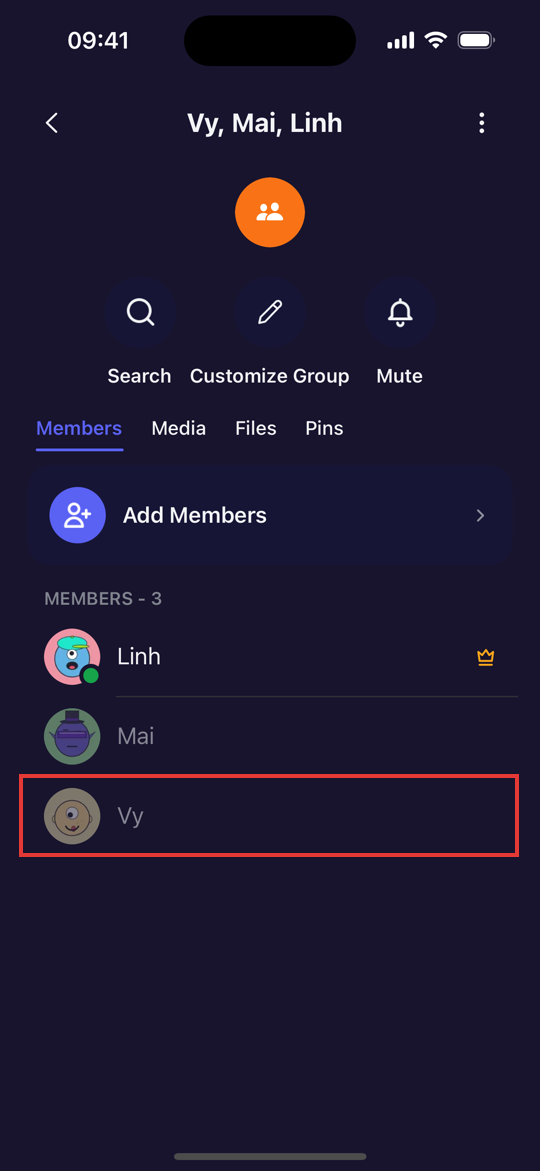 09:41
Vy, Mai, Linh
Search Customize Group Mute
Members Media Files Pins
Add Members
MEMBERS - 3
Linh
Mai
Vy